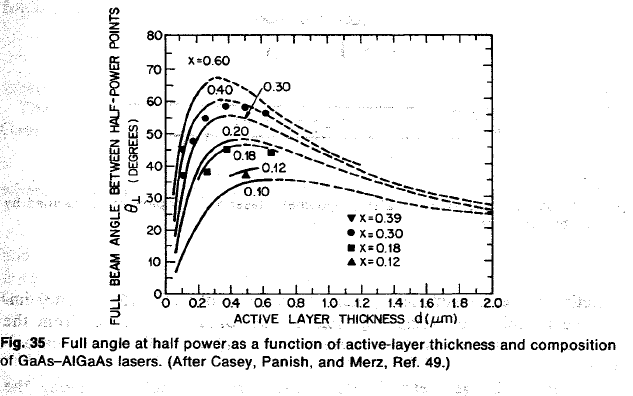 FULL BEAM ANGLE BETWEEN HALF-POWER POINTS
θ⊥ (DEGREES)
80
70
60
50
40
30
20
10
0
X=0.60
0.40
0.30
0.20
0.18
0.12
0.10
▼ X=0.39
● X=0.30
■ X=0.18
▲ X=0.12
0 0.2 0.4 0.6 0.8 1.0 1.2 1.4 1.6 1.8 2.0
ACTIVE LAYER THICKNESS d(μm)
Fig. 35 Full angle at half power as a function of active-layer thickness and composition
of GaAs–AlGaAs lasers. (After Casey, Panish, and Merz, Ref. 49.)